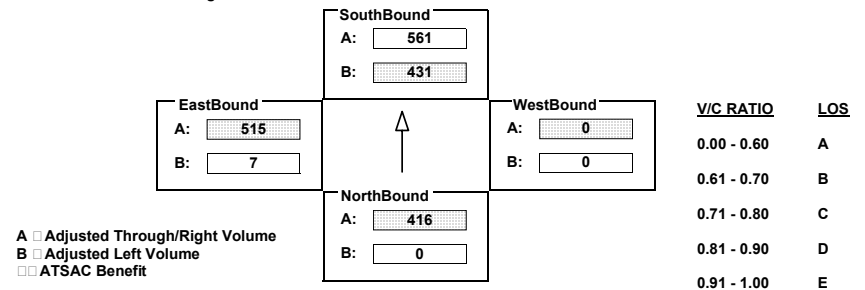 SouthBound
A: 561
B: 431
EastBound
A: 515
B: 7
WestBound
A: 0
B: 0
NorthBound
A: 416
B: 0
A □ Adjusted Through/Right Volume
B □ Adjusted Left Volume
□□ ATSAC Benefit
V/C RATIO LOS
0.00 - 0.60 A
0.61 - 0.70 B
0.71 - 0.80 C
0.81 - 0.90 D
0.91 - 1.00 E